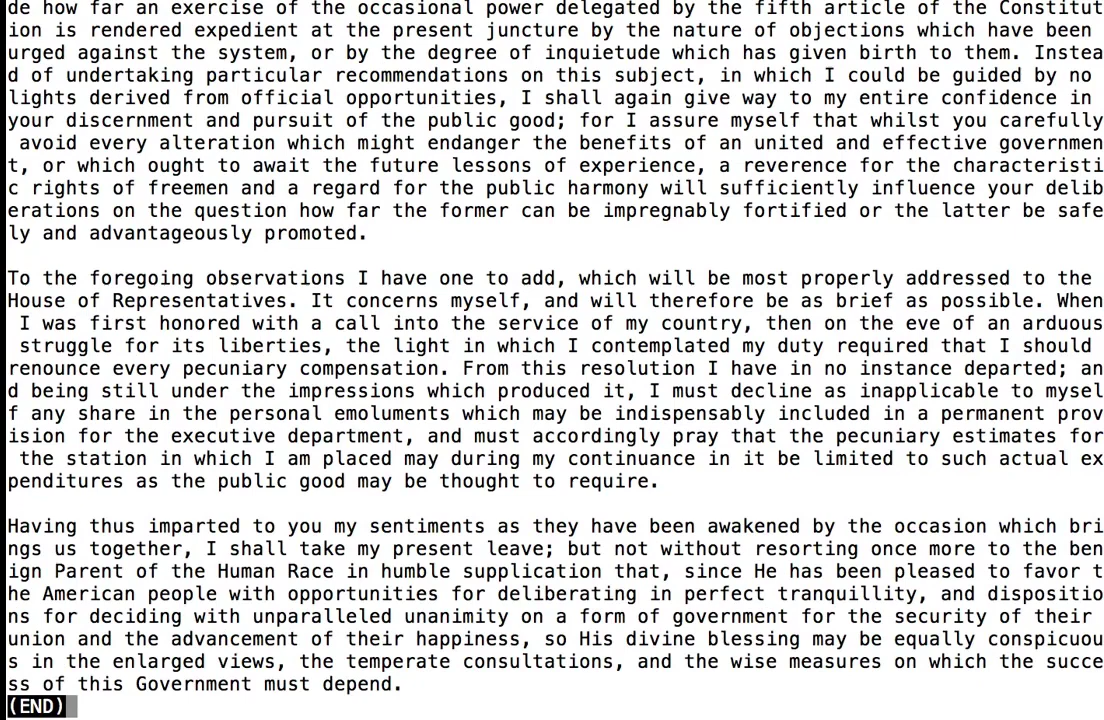 de how far an exercise of the occasional power delegated by the fifth article of the Constitut
ion is rendered expedient at the present juncture by the nature of objections which have been
urged against the system, or by the degree of inquietude which has given birth to them. Instea
d of undertaking particular recommendations on this subject, in which I could be guided by no
lights derived from official opportunities, I shall again give way to my entire confidence in
your discernment and pursuit of the public good; for I assure myself that whilst you carefully
 avoid every alteration which might endanger the benefits of an united and effective governmen
t, or which ought to await the future lessons of experience, a reverence for the characteristi
c rights of freemen and a regard for the public harmony will sufficiently influence your delib
erations on the question how far the former can be impregnably fortified or the latter be safe
ly and advantageously promoted.

To the foregoing observations I have one to add, which will be most properly addressed to the
House of Representatives. It concerns myself, and will therefore be as brief as possible. When
 I was first honored with a call into the service of my country, then on the eve of an arduous
 struggle for its liberties, the light in which I contemplated my duty required that I should
renounce every pecuniary compensation. From this resolution I have in no instance departed; an
d being still under the impressions which produced it, I must decline as inapplicable to mysel
f any share in the personal emoluments which may be indispensably included in a permanent prov
ision for the executive department, and must accordingly pray that the pecuniary estimates for
 the station in which I am placed may during my continuance in it be limited to such actual ex
penditures as the public good may be thought to require.

Having thus imparted to you my sentiments as they have been awakened by the occasion which bri
ngs us together, I shall take my present leave; but not without resorting once more to the ben
ign Parent of the Human Race in humble supplication that, since He has been pleased to favor t
he American people with opportunities for deliberating in perfect tranquillity, and dispositio
ns for deciding with unparalleled unanimity on a form of government for the security of their
union and the advancement of their happiness, so His divine blessing may be equally conspicuou
s in the enlarged views, the temperate consultations, and the wise measures on which the succe
ss of this Government must depend.
(END)